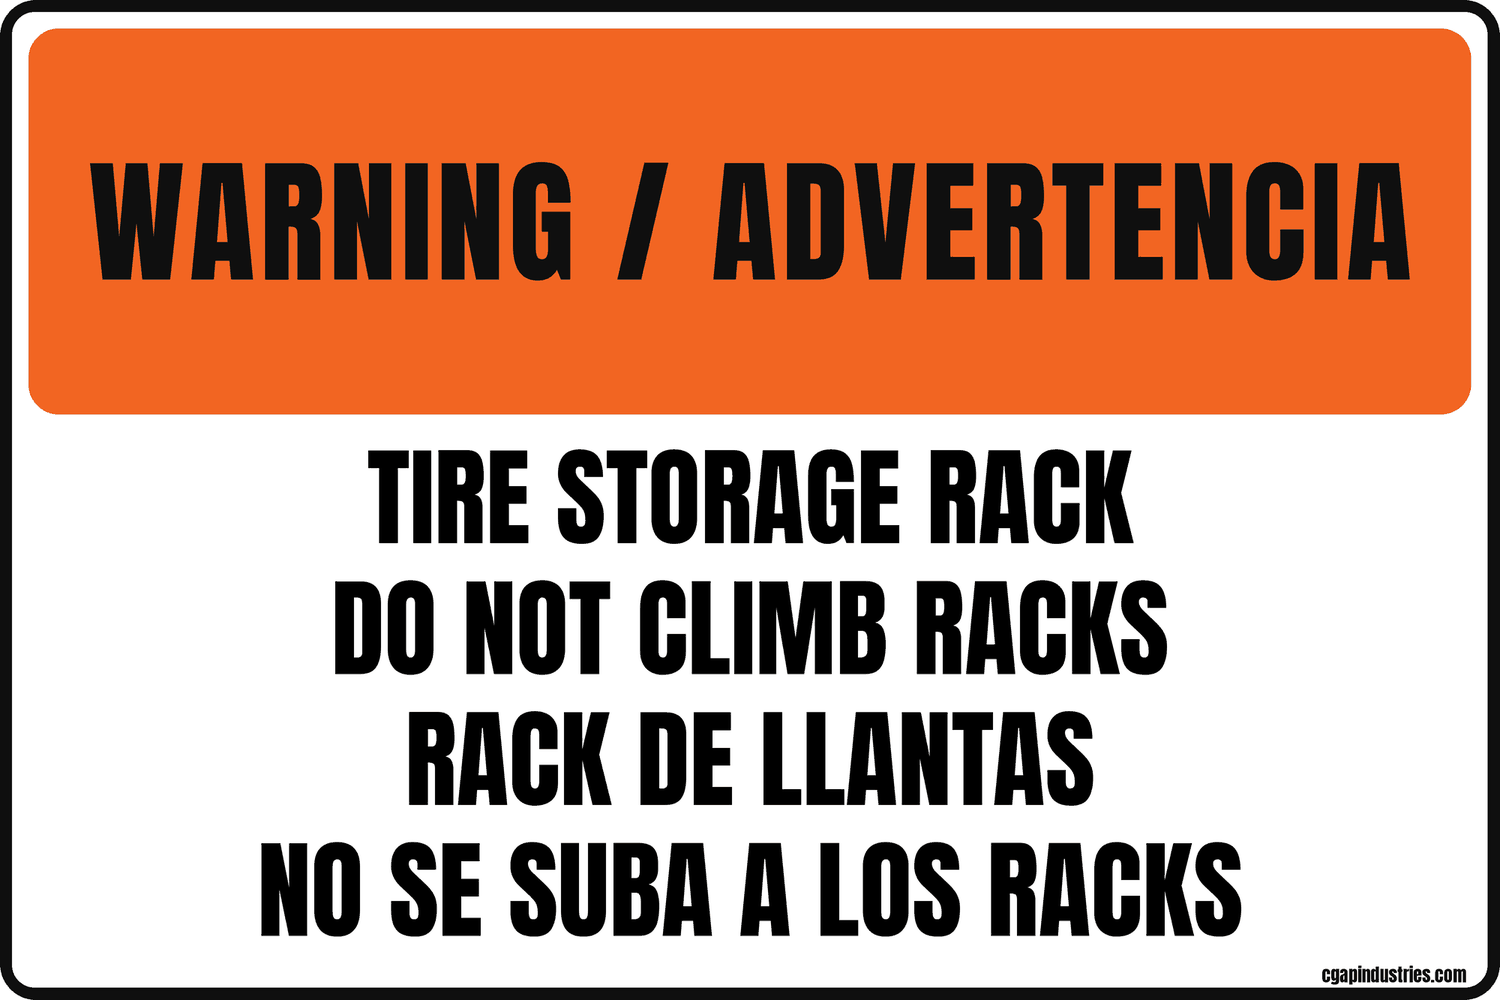 WARNING / ADVERTENCIA
TIRE STORAGE RACK
DO NOT CLIMB RACKS
RACK DE LLANTAS
NO SE SUBA A LOS RACKS
cgapindustries.com